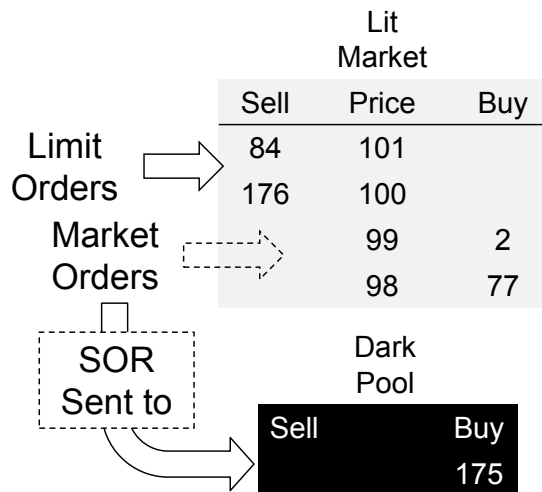 Lit
Market
Sell Price Buy
84 101
176 100
99 2
98 77
Limit
Orders
Market
Orders
SOR
Sent to
Dark
Pool
Sell Buy
175